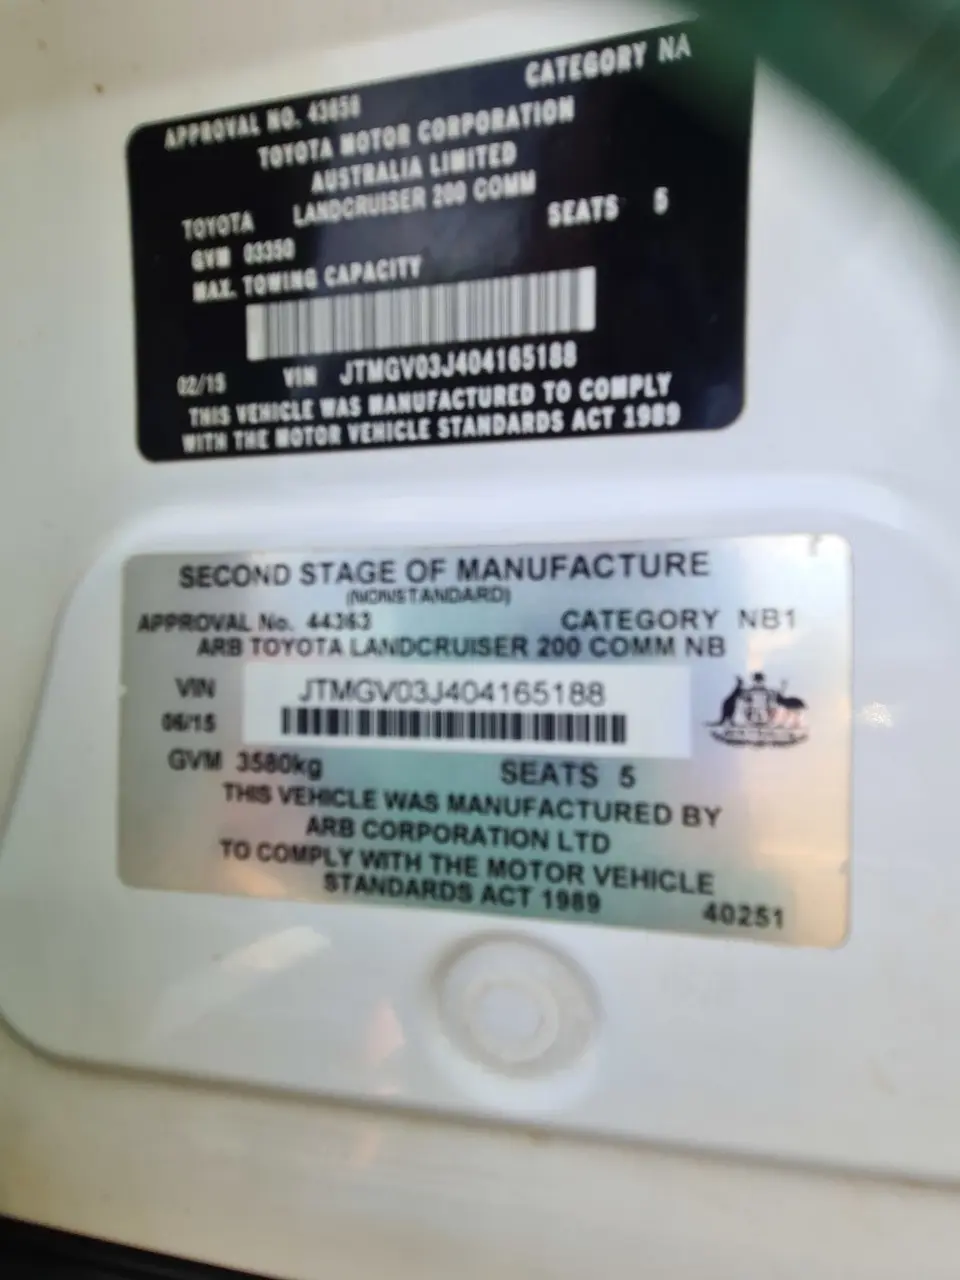 APPROVAL NO. 43658 CATEGORY NA
TOYOTA MOTOR CORPORATION
AUSTRALIA LIMITED
TOYOTA LANDCRUISER 200 COMM
GVM 03350 SEATS 5
MAX. TOWING CAPACITY
02/15 VIN JTMGV03J404165188
THIS VEHICLE WAS MANUFACTURED TO COMPLY
WITH THE MOTOR VEHICLE STANDARDS ACT 1989
SECOND STAGE OF MANUFACTURE
(NONSTANDARD)
APPROVAL No. 44363 CATEGORY NB1
ARB TOYOTA LANDCRUISER 200 COMM NB
VIN JTMGV03J404165188
06/15
GVM 3580kg SEATS 5
THIS VEHICLE WAS MANUFACTURED BY
ARB CORPORATION LTD
TO COMPLY WITH THE MOTOR VEHICLE
STANDARDS ACT 1989 40251